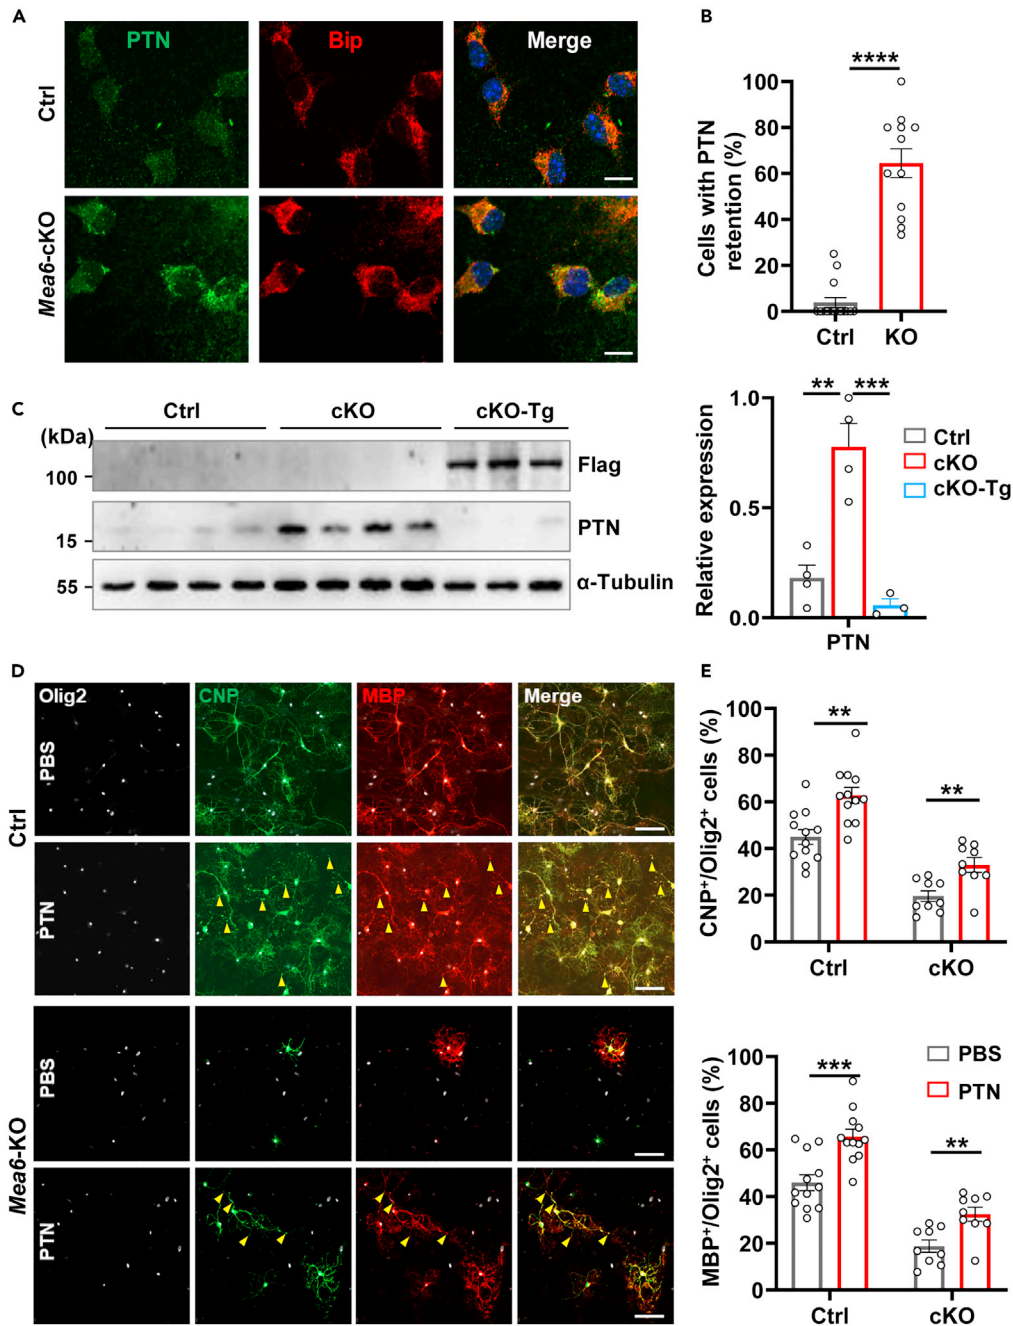 A
PTN
Bip
Merge
Ctrl
Mea6-cKO
B
****
Cells with PTN
retention (%)
100
80
60
40
20
0
Ctrl
KO
C
Ctrl
cKO
cKO-Tg
(kDa)
100
Flag
15
PTN
55
α-Tubulin
**
***
Relative expression
1.0
0.5
0.0
PTN
Ctrl
cKO
cKO-Tg
D
Olig2
CNP
MBP
Merge
Ctrl
PBS
PTN
Mea6-KO
PBS
PTN
E
CNP+/Olig2+ cells (%)
100
80
60
40
20
0
**
**
Ctrl
cKO
MBP+/Olig2+ cells (%)
100
80
60
40
20
0
***
**
PBS
PTN
Ctrl
cKO